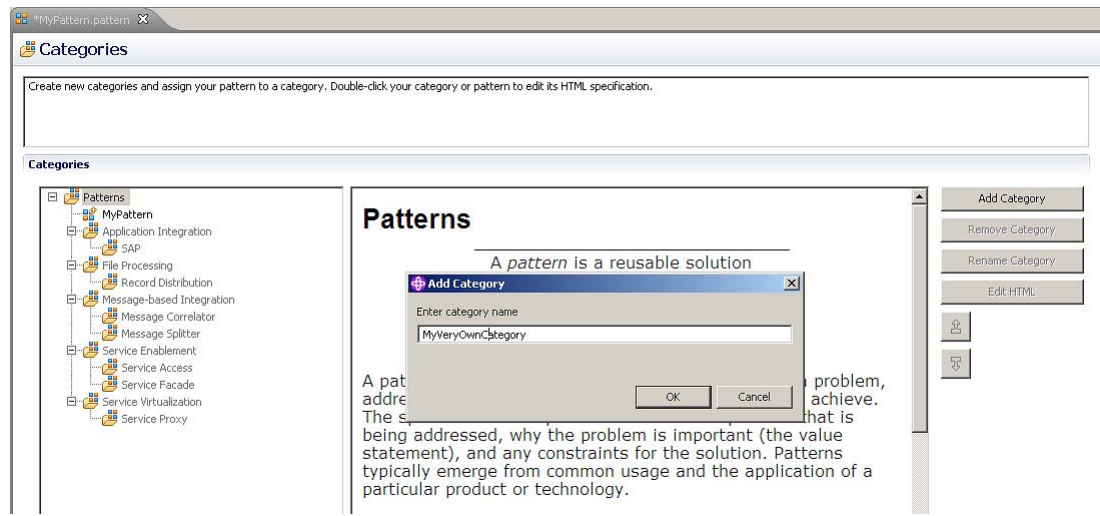 *MyPattern.pattern
Categories
Create new categories and assign your pattern to a category. Double-click your category or pattern to edit its HTML specification.
Categories
Patterns
MyPattern
Application Integration
SAP
File Processing
Record Distribution
Message-based Integration
Message Correlator
Message Splitter
Service Enablement
Service Access
Service Facade
Service Virtualization
Service Proxy
Patterns
A pattern is a reusable solution
Add Category
Enter category name
MyVeryOwnCategory
OK Cancel
A pat problem,
addre achieve.
The s that is
being addressed, why the problem is important (the value
statement), and any constraints for the solution. Patterns
typically emerge from common usage and the application of a
particular product or technology.
Add Category
Remove Category
Rename Category
Edit HTML